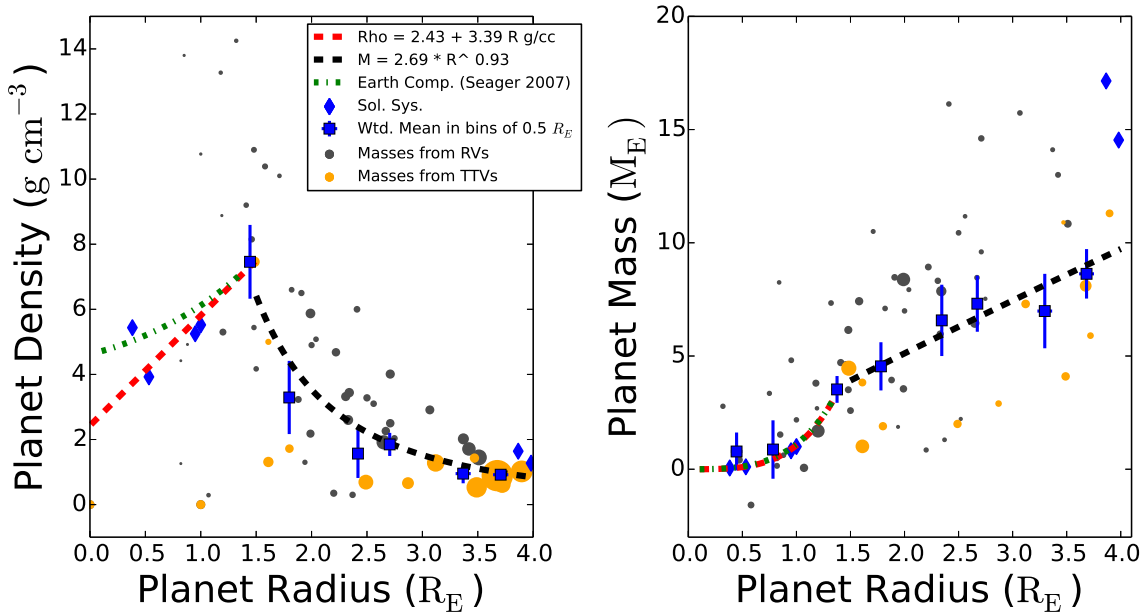 Planet Density (g cm−3)
14
12
10
8
6
4
2
0
Rho = 2.43 + 3.39 R g/cc
M = 2.69 * R^ 0.93
Earth Comp. (Seager 2007)
Sol. Sys.
Wtd. Mean in bins of 0.5 RE
Masses from RVs
Masses from TTVs
0.0 0.5 1.0 1.5 2.0 2.5 3.0 3.5 4.0
Planet Radius (RE)
Planet Mass (ME)
20
15
10
5
0
0.0 0.5 1.0 1.5 2.0 2.5 3.0 3.5 4.0
Planet Radius (RE)